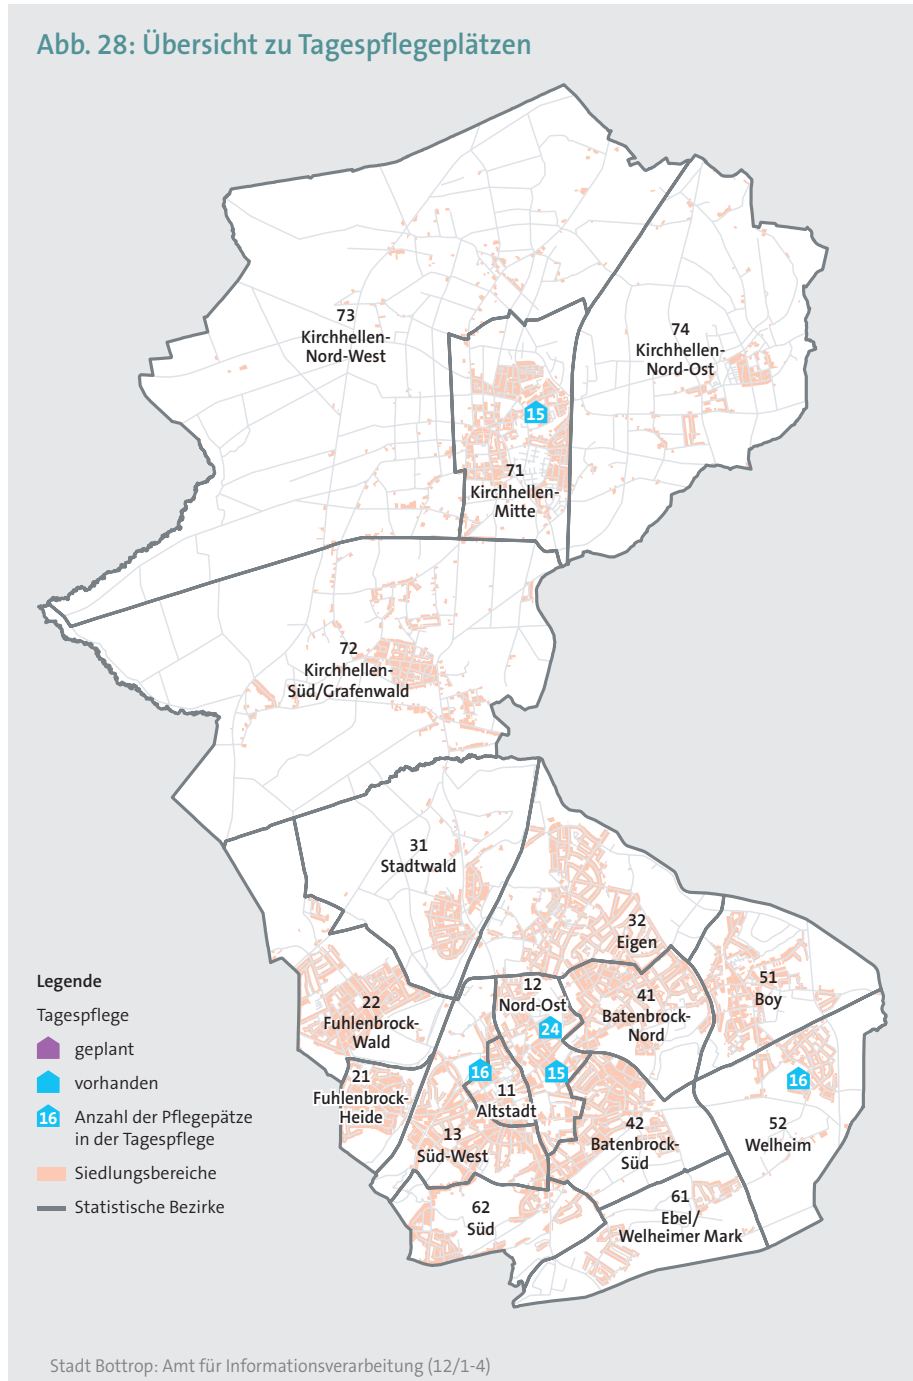 Abb. 28: Übersicht zu Tagespflegeplätzen
73
Kirchhellen-
Nord-West
74
Kirchhellen-
Nord-Ost
15
71
Kirchhellen-
Mitte
72
Kirchhellen-
Süd/Grafenwald
31
Stadtwald
32
Eigen
51
Boy
12
Nord-Ost
24
41
Batenbrock-
Nord
22
Fuhlenbrock-
Wald
21
Fuhlenbrock-
Heide
16
15
16
11
Altstadt
13
Süd-West
42
Batenbrock-
Süd
52
Welheim
62
Süd
61
Ebel/
Welheimer Mark
Legende
Tagespflege
geplant
vorhanden
16 Anzahl der Pflegepätze
in der Tagespflege
Siedlungsbereiche
Statistische Bezirke
Stadt Bottrop: Amt für Informationsverarbeitung (12/1-4)